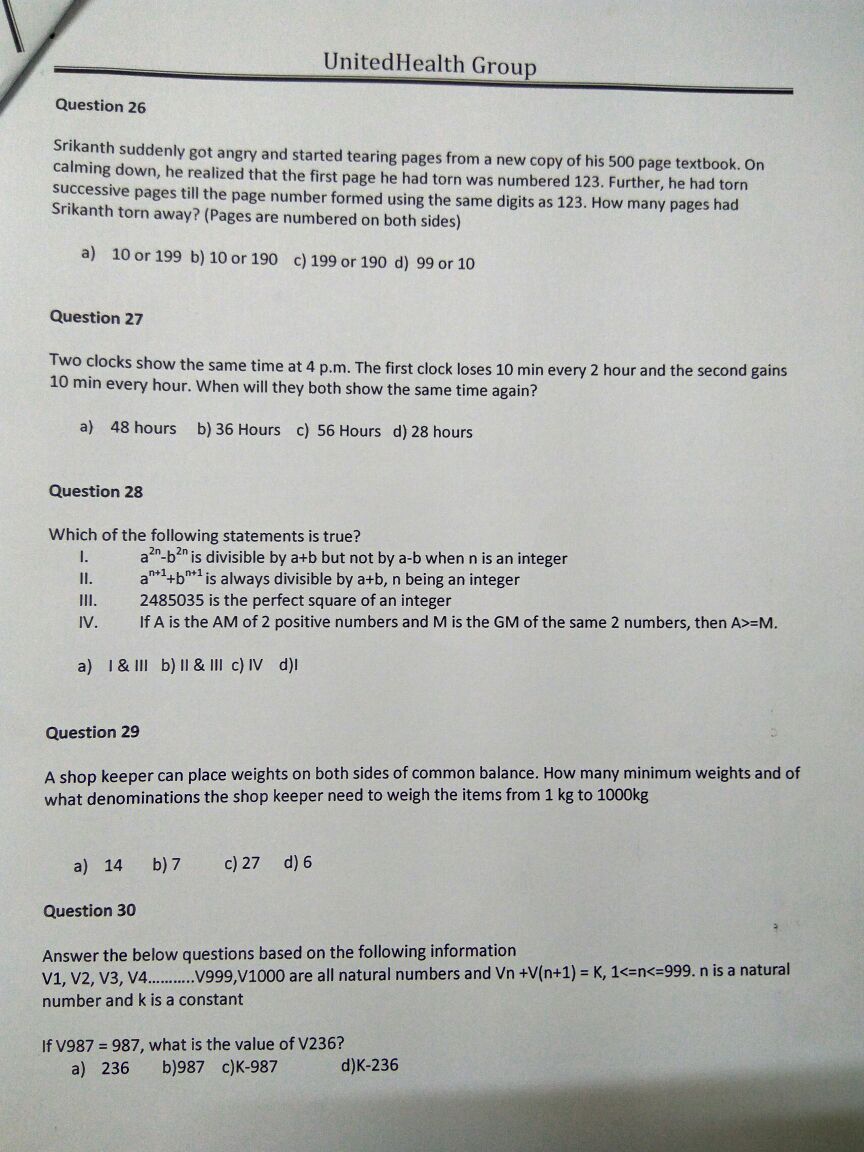 UnitedHealth Group
Question 26
Srikanth suddenly got angry and started tearing pages from a new copy of his 500 page textbook. On
calming down, he realized that the first page he had torn was numbered 123. Further, he had torn
successive pages till the page number formed using the same digits as 123. How many pages had
Srikanth torn away? (Pages are numbered on both sides)
a) 10 or 199 b) 10 or 190 c) 199 or 190 d) 99 or 10
Question 27
Two clocks show the same time at 4 p.m. The first clock loses 10 min every 2 hour and the second gains
10 min every hour. When will they both show the same time again?
a) 48 hours b) 36 Hours c) 56 Hours d) 28 hours
Question 28
Which of the following statements is true?
I. a²ⁿ-b²ⁿ is divisible by a+b but not by a-b when n is an integer
II. aⁿ⁺¹+bⁿ⁺¹ is always divisible by a+b, n being an integer
III. 2485035 is the perfect square of an integer
IV. If A is the AM of 2 positive numbers and M is the GM of the same 2 numbers, then A>=M.
a) I & III b) II & III c) IV d)I
Question 29
A shop keeper can place weights on both sides of common balance. How many minimum weights and of
what denominations the shop keeper need to weigh the items from 1 kg to 1000kg
a) 14 b) 7 c) 27 d) 6
Question 30
Answer the below questions based on the following information
V1, V2, V3, V4...........V999,V1000 are all natural numbers and Vn +V(n+1) = K, 1<=n<=999. n is a natural
number and k is a constant
If V987 = 987, what is the value of V236?
a) 236 b)987 c)K-987 d)K-236